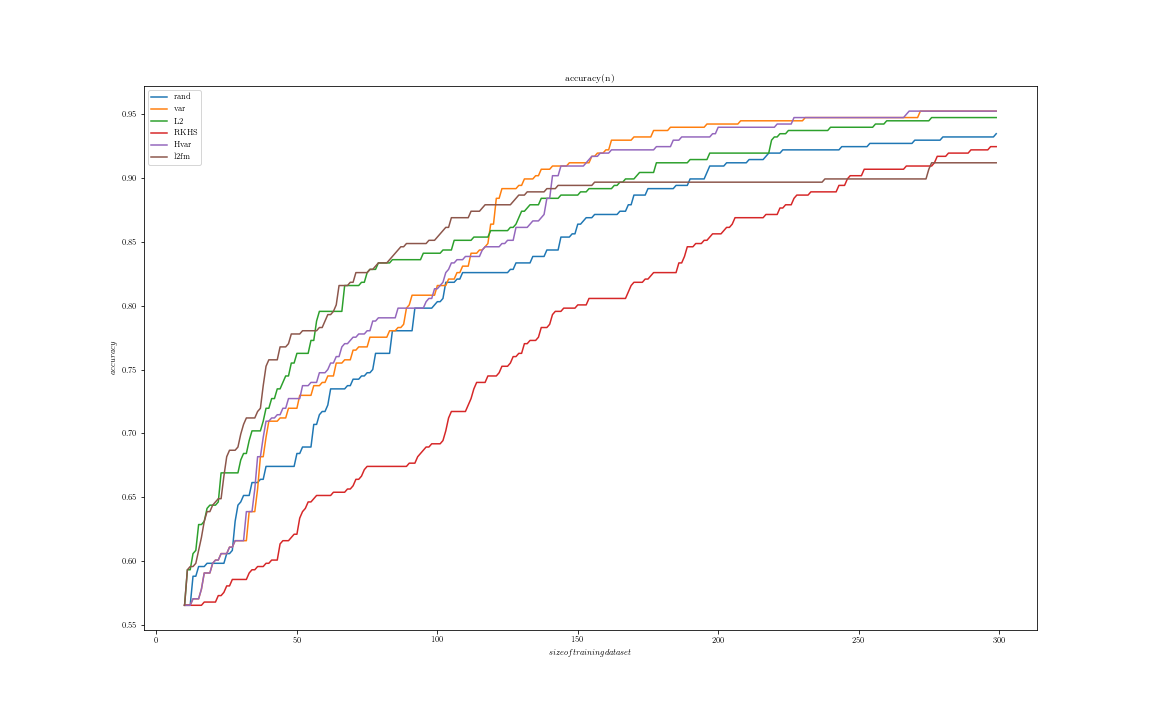 accuracy(n)
rand
var
L2
RKHS
Hvar
l2fm
0.95
0.90
0.85
0.80
0.75
0.70
0.65
0.60
0.55
accuracy
0 50 100 150 200 250 300
sizeoftrainingdataset